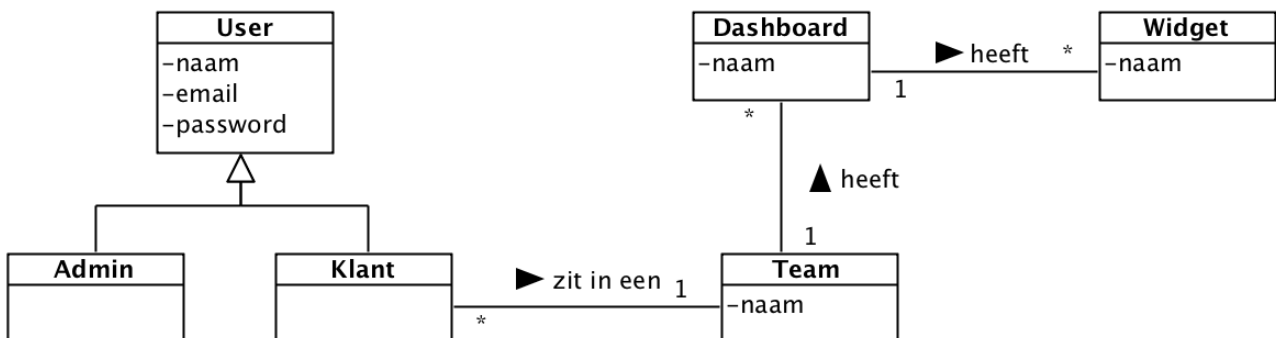 User
-naam
-email
-password
Dashboard
-naam
heeft
*
1
Widget
-naam
*
heeft
1
Admin
Klant
zit in een
1
*
Team
-naam